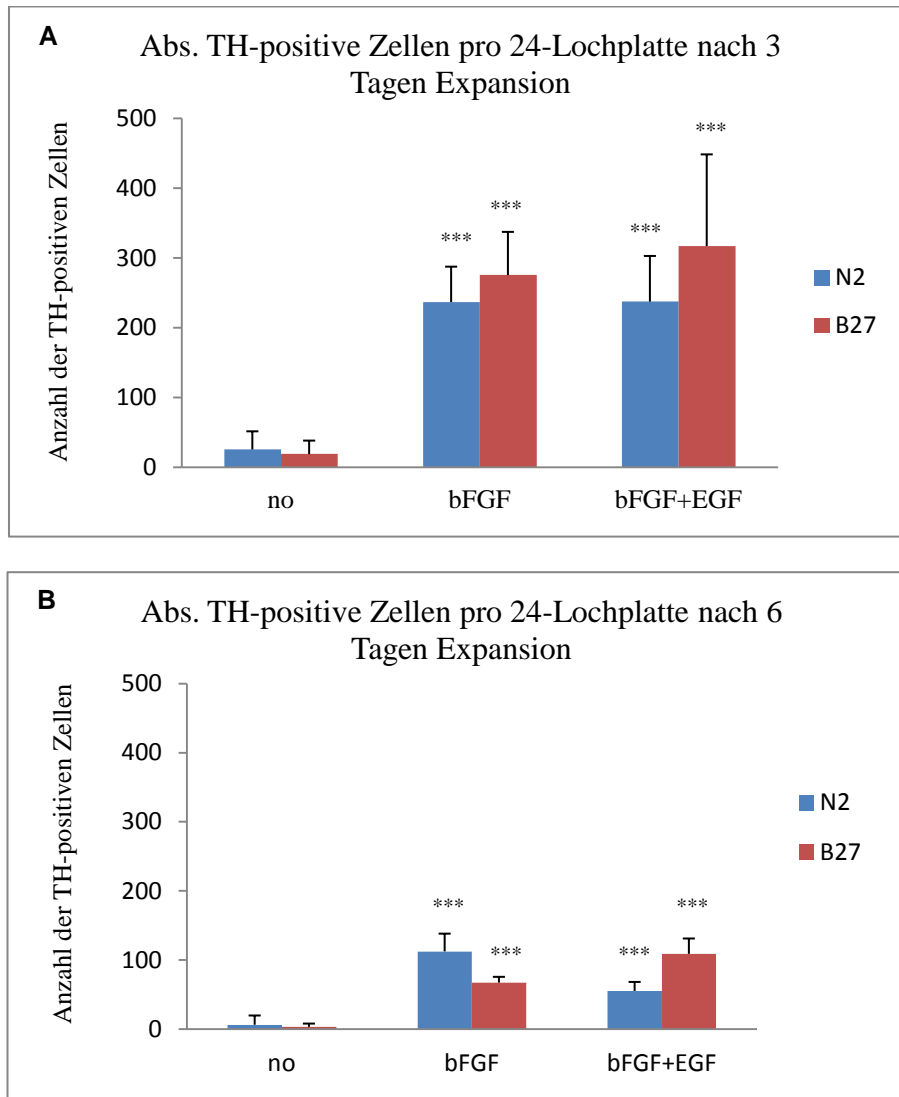 A
Abs. TH-positive Zellen pro 24-Lochplatte nach 3
Tagen Expansion
Anzahl der TH-positiven Zellen
500
400
300
200
100
0
***
***
***
***
no
bFGF
bFGF+EGF
N2
B27
B
Abs. TH-positive Zellen pro 24-Lochplatte nach 6
Tagen Expansion
Anzahl der TH-positiven Zellen
500
400
300
200
100
0
***
***
***
***
no
bFGF
bFGF+EGF
N2
B27